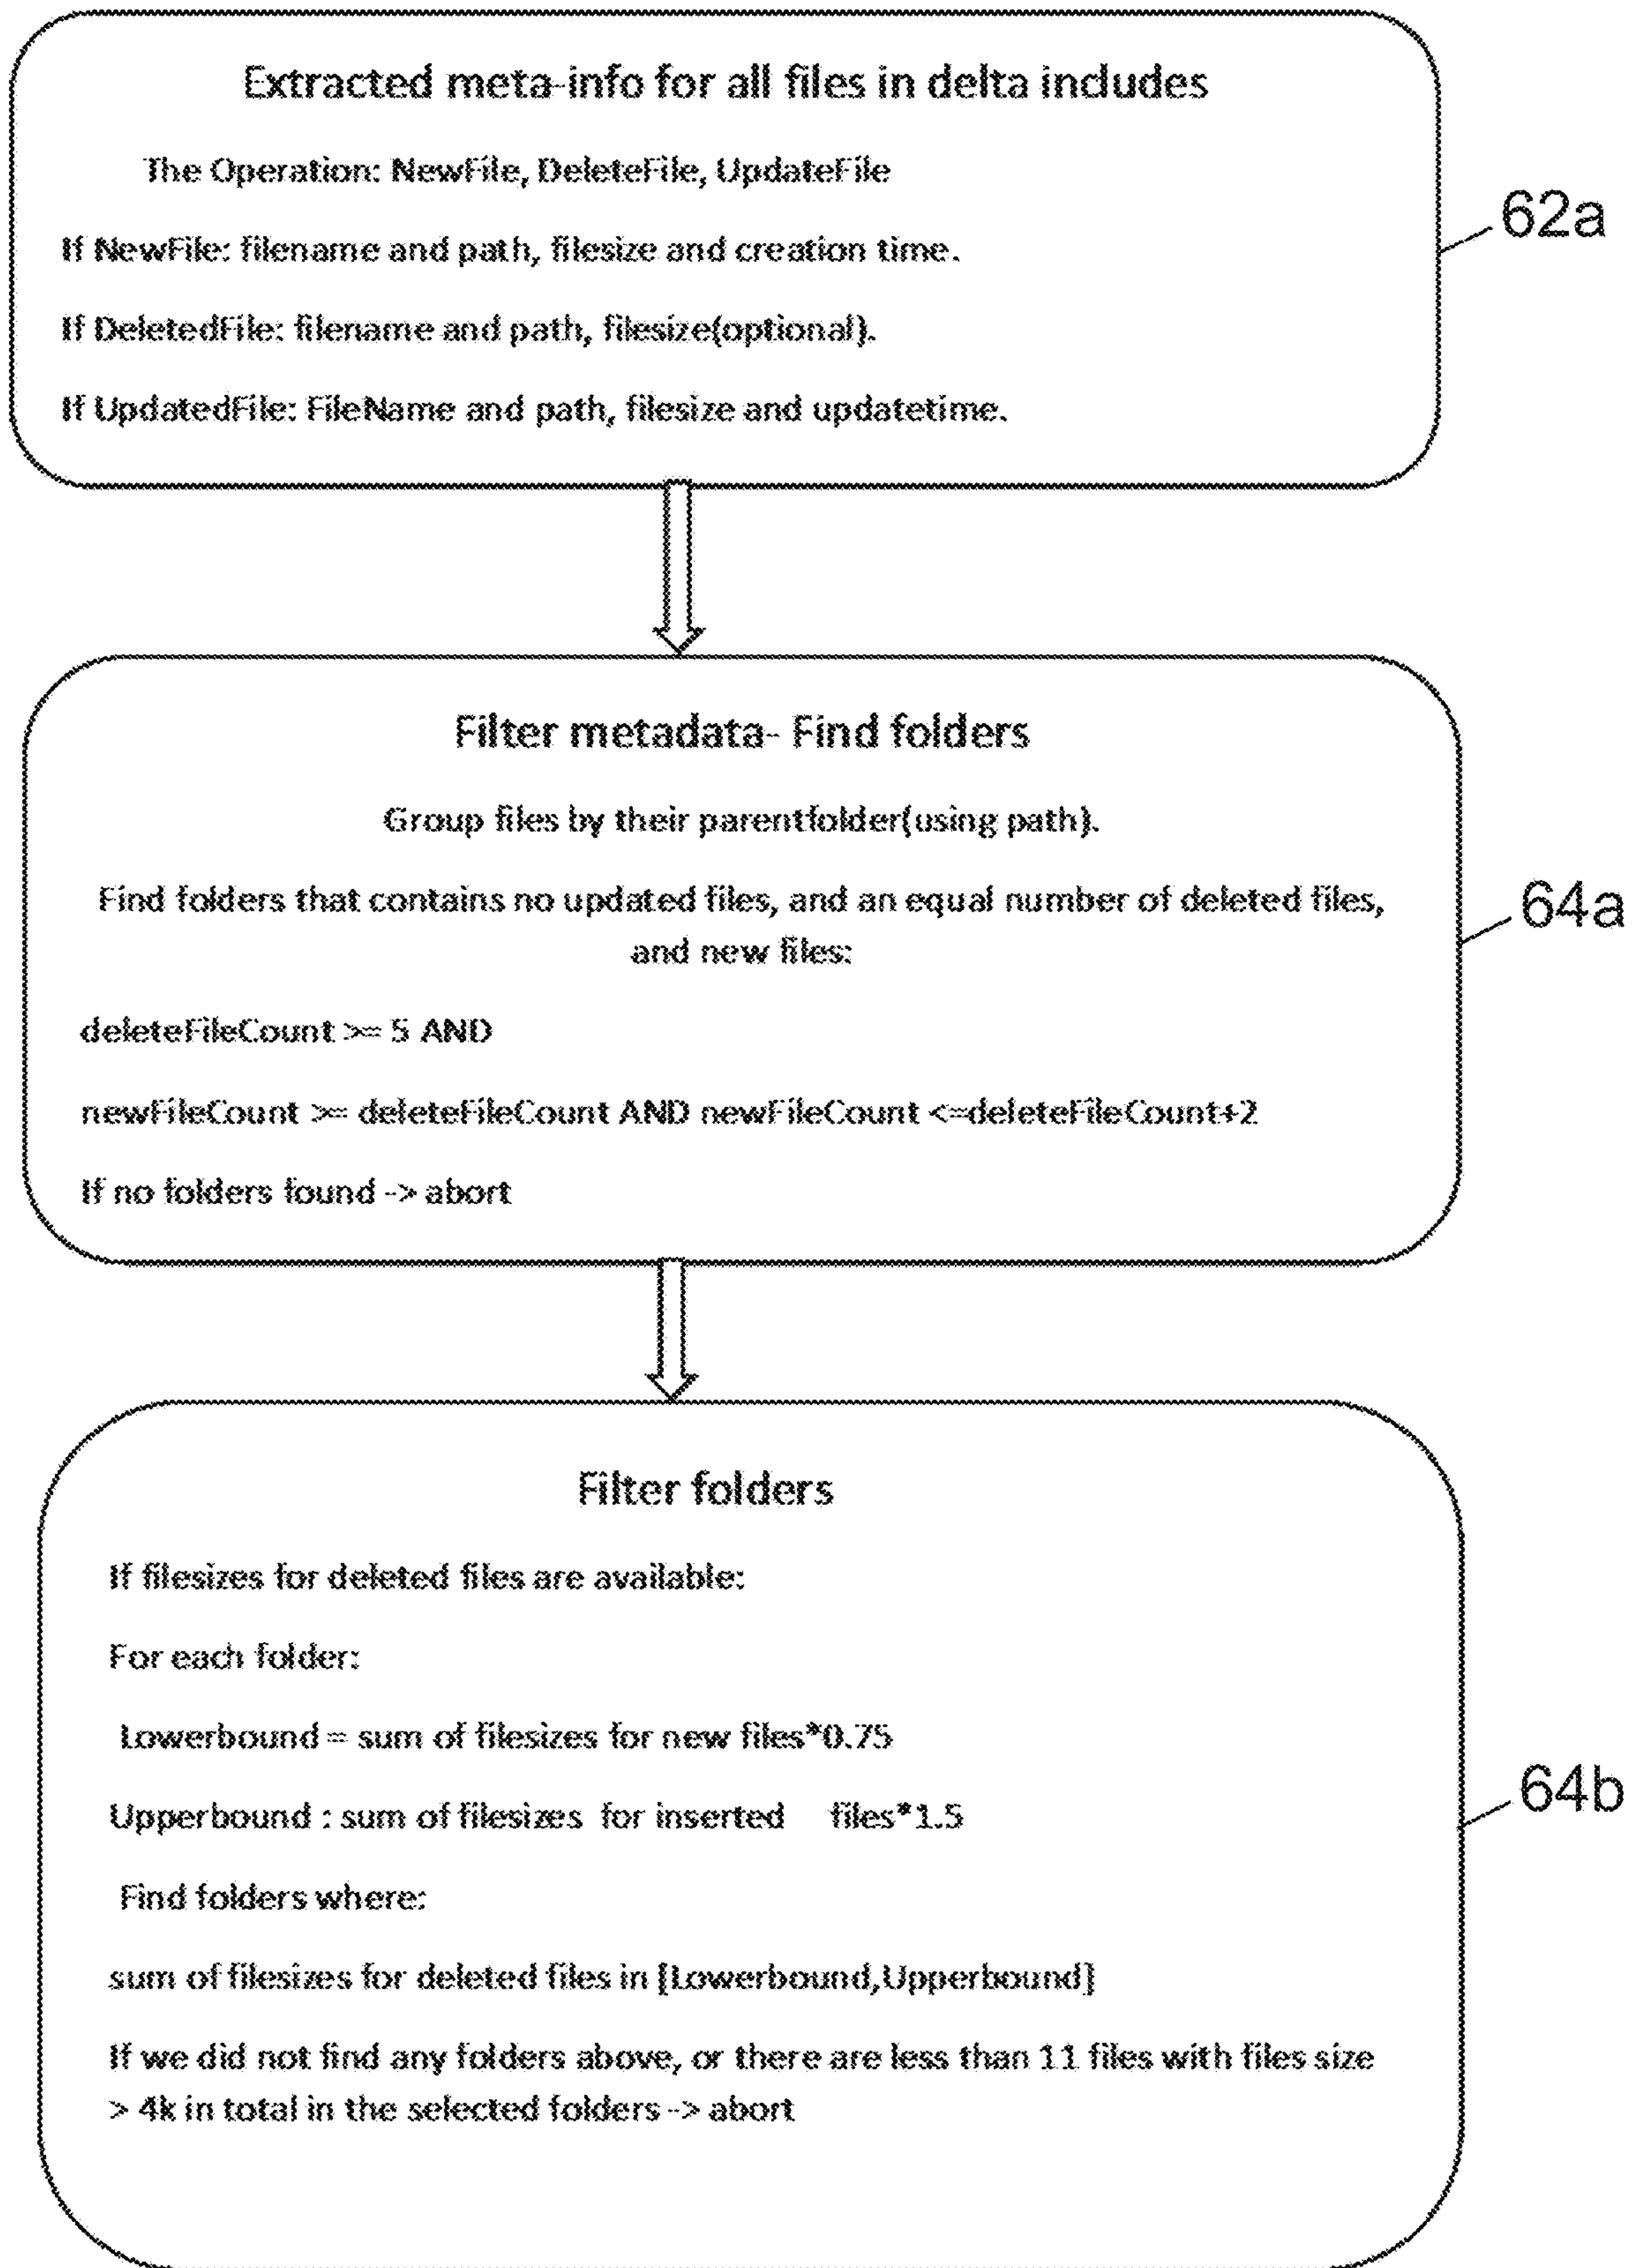 Extracted meta-info for all files in delta includes
The Operation: NewFile, DeleteFile, UpdateFile
If NewFile: filename and path, filesize and creation time.
62a
If DeletedFile: filename and path, filesize(optional).
If UpdatedFile: FileName and path, filesize and updatetime.
Filter metadata- Find folders
Group files by their parentfolder(using path).
Find folders that contains no updated files, and an equal number of deleted files,
64a
and new files:
deleteFileCount >= 5 AND
newFileCount >= deleteFileCount AND newFileCount <=deleteFileCount+2
If no folders found -> abort
Filter folders
If filesizes for deleted files are available:
For each folder:
Lowerbound = sum of filesizes for new files*0.75
Upperbound : sum of filesizes for inserted files*1.5
64b
Find folders where:
sum of filesizes for deleted files in [Lowerbound,Upperbound]
If we did not find any folders above, or there are less than 11 files with files size
> 4k in total in the selected folders -> abort